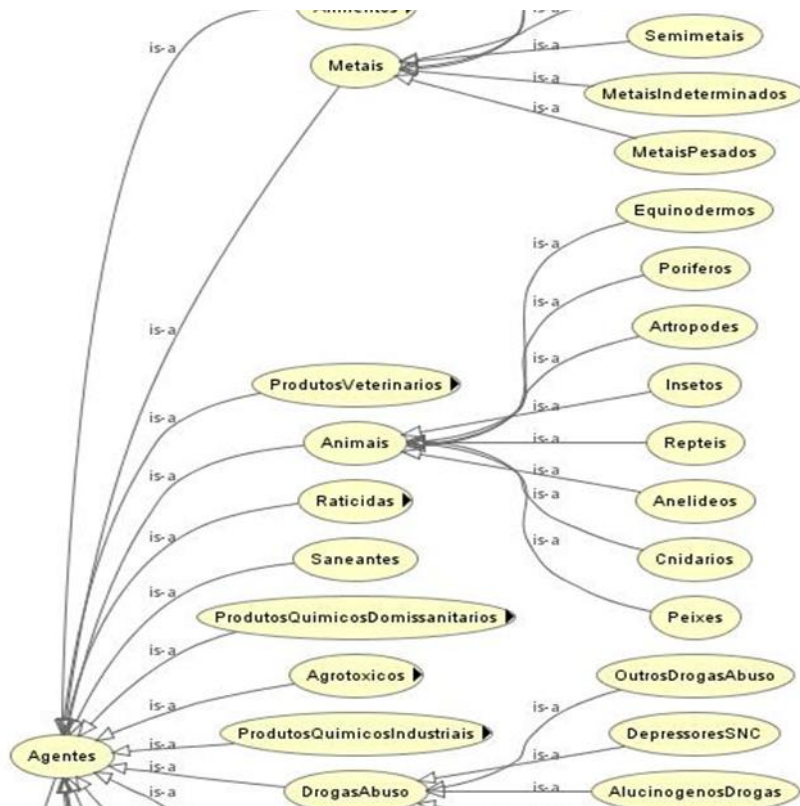 Alimentos
is-a
is-a
Semimetais
is-a
Metais
is-a
MetaisIndeterminados
is-a
MetaisPesados
Equinodermos
is-a
Poriferos
is-a
Artropodes
is-a
is-a
ProdutosVeterinarios
Insetos
is-a
is-a
Animais
is-a
Repteis
is-a
is-a
Raticidas
is-a
Anelideos
is-a
is-a
Saneantes
Cnidarios
is-a
ProdutosQuimicosDomissanitarios
Peixes
is-a
Agrotoxicos
OutrosDrogasAbuso
is-a
is-a
ProdutosQuimicosIndustriais
DepressoresSNC
is-a
Agentes
is-a
is-a
DrogasAbuso
is-a
AlucinogenosDrogas